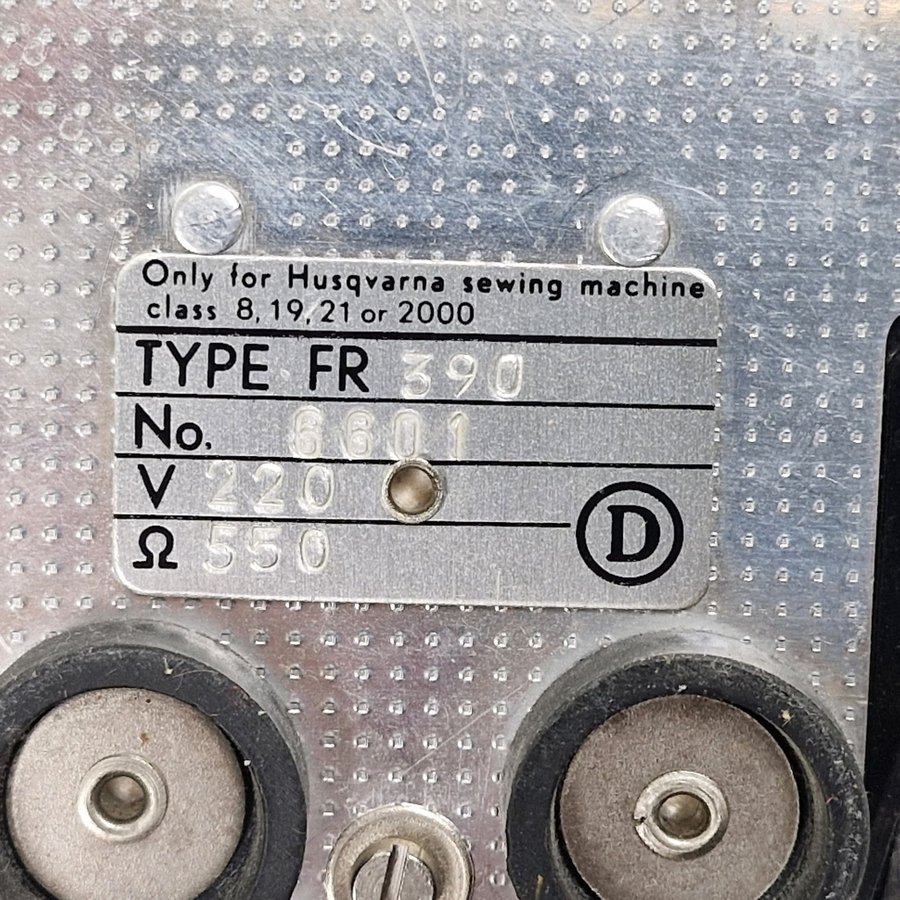 Only for Husqvarna sewing machine
class 8, 19, 21 or 2000
TYPE FR 390
No. 6601
V 220
Ω 550
D